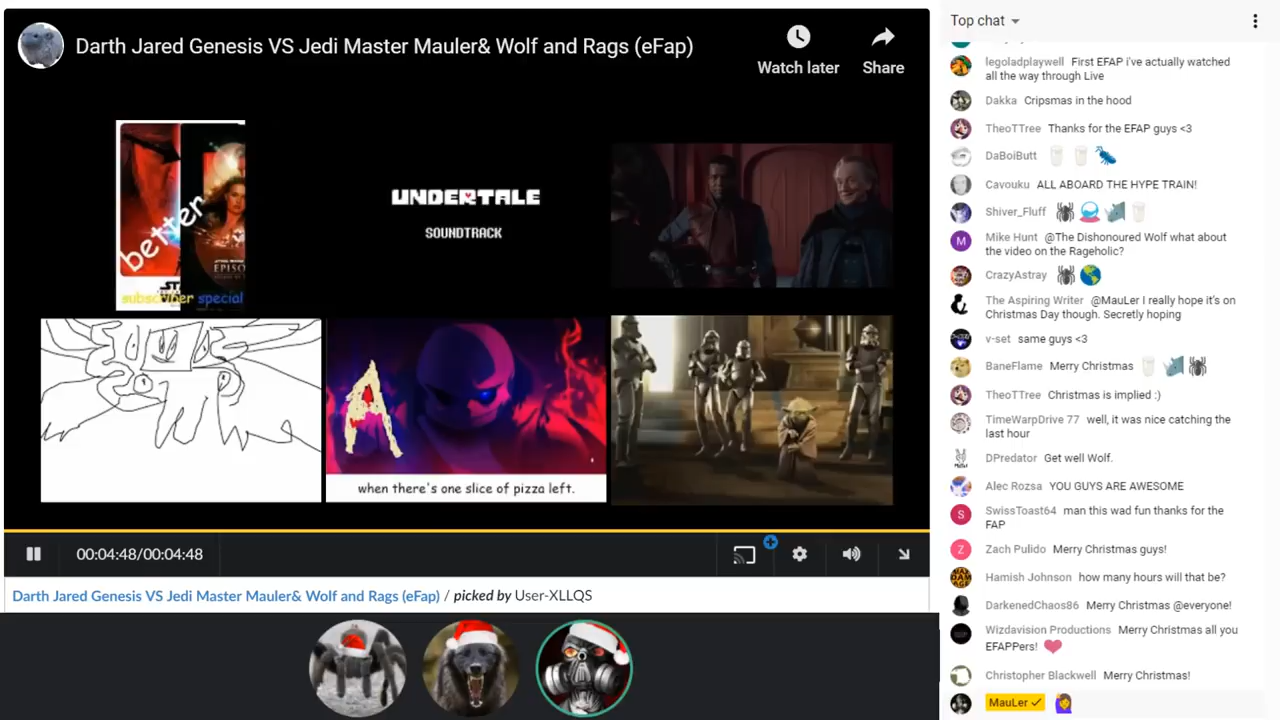 Darth Jared Genesis VS Jedi Master Mauler& Wolf and Rags (eFap)
Watch later
Share
better
EPISO
subscriber special
UNDERTALE
SOUNDTRACK
when there's one slice of pizza left.
00:04:48/00:04:48
Darth Jared Genesis VS Jedi Master Mauler& Wolf and Rags (eFap) / picked by User-XLLQS
Top chat
legoladplaywell First EFAP i've actually watched
all the way through Live
Dakka Cripsmas in the hood
TheoTTree Thanks for the EFAP guys <3
DaBoiButt
Cavouku ALL ABOARD THE HYPE TRAIN!
Shiver_Fluff
M
Mike Hunt @The Dishonoured Wolf what about
the video on the Rageholic?
CrazyAstray
The Aspiring Writer @MauLer I really hope it's on
Christmas Day though. Secretly hoping
v-set same guys <3
BaneFlame Merry Christmas
TheoTTree Christmas is implied :)
TimeWarpDrive 77 well, it was nice catching the
last hour
DPredator Get well Wolf.
Alec Rozsa YOU GUYS ARE AWESOME
S
SwissToast64 man this wad fun thanks for the
FAP
Z
Zach Pulido Merry Christmas guys!
Hamish Johnson how many hours will that be?
DarkenedChaos86 Merry Christmas @everyone!
Wizdavision Productions Merry Christmas all you
EFAPPers!
Christopher Blackwell Merry Christmas!
MauLer